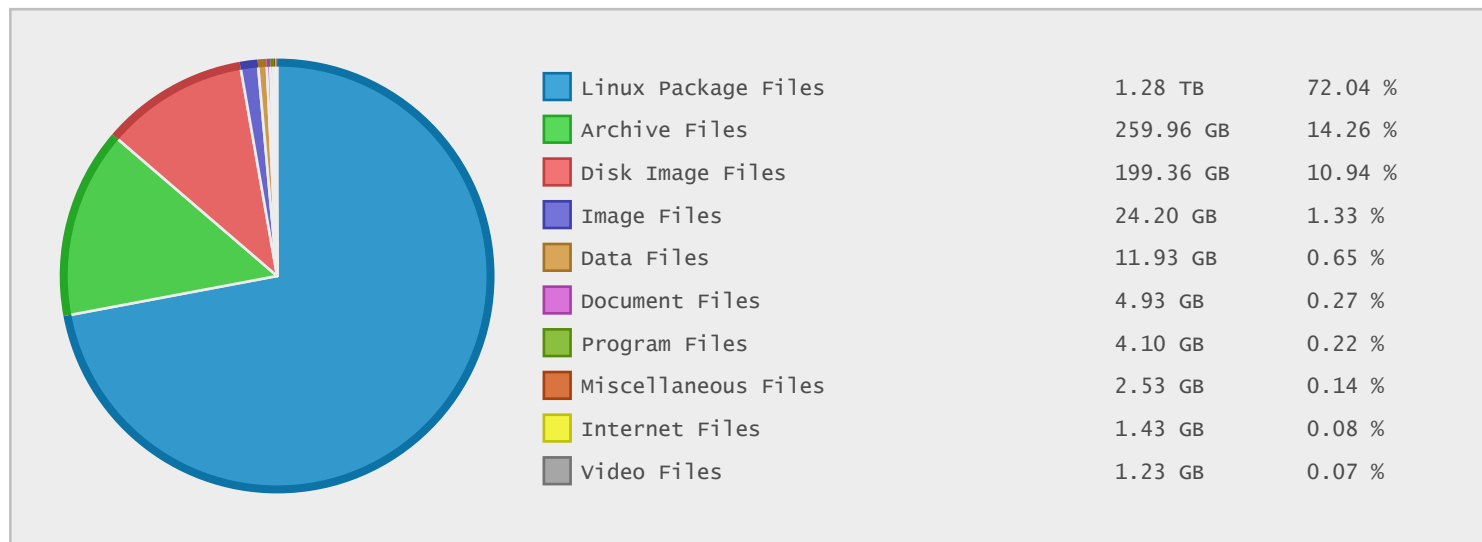 Linux Package Files 1.28 TB 72.04 %
Archive Files 259.96 GB 14.26 %
Disk Image Files 199.36 GB 10.94 %
Image Files 24.20 GB 1.33 %
Data Files 11.93 GB 0.65 %
Document Files 4.93 GB 0.27 %
Program Files 4.10 GB 0.22 %
Miscellaneous Files 2.53 GB 0.14 %
Internet Files 1.43 GB 0.08 %
Video Files 1.23 GB 0.07 %